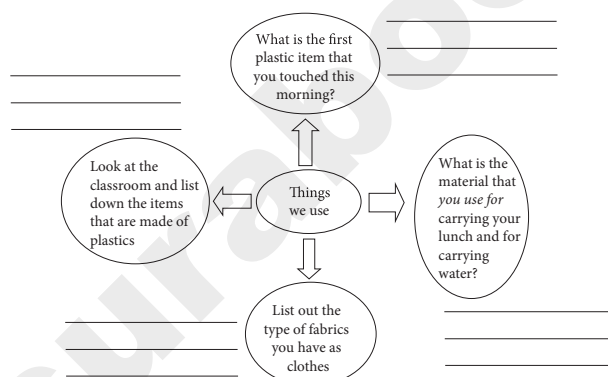 What is the first
plastic item that
you touched this
morning?
Look at the
classroom and list
down the items
that are made of
plastics
Things
we use
What is the
material that
you use for
carrying your
lunch and for
carrying
water?
List out the
type of fabrics
you have as
clothes